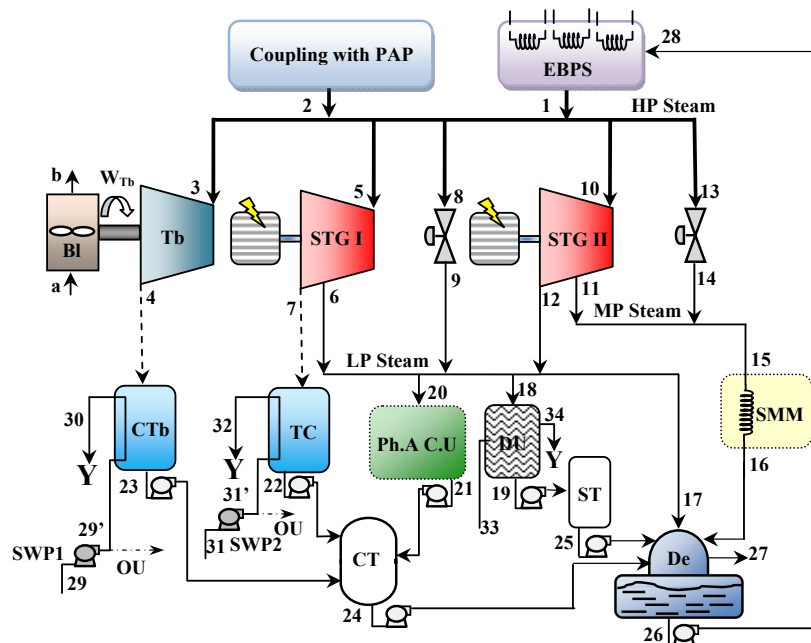 Coupling with PAP
EBPS
28
2
1
HP Steam
b
W_Tb
3
5
8
10
13
Bl
Tb
STG I
STG II
a
4
7
6
9
12
11
14
MP Steam
LP Steam
15
20
18
30
CTb
32
TC
Ph.A C.U
DU
34
SMM
Y
Y
Y
16
23
22
21
19
ST
17
31'
33
29'
31
SWP2
OU
SWP1
OU
29
CT
25
De
27
24
26